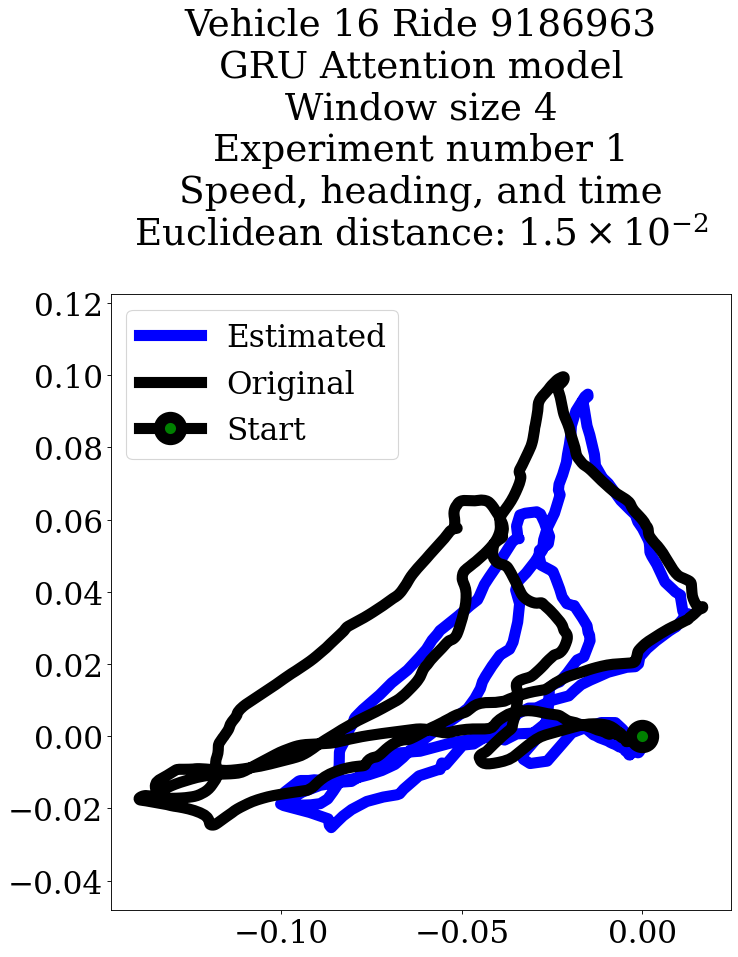 Vehicle 16 Ride 9186963
GRU Attention model
Window size 4
Experiment number 1
Speed, heading, and time
Euclidean distance: 1.5 × 10⁻²
0.12
0.10
0.08
0.06
0.04
0.02
0.00
−0.02
−0.04
Estimated
Original
Start
−0.10 −0.05 0.00